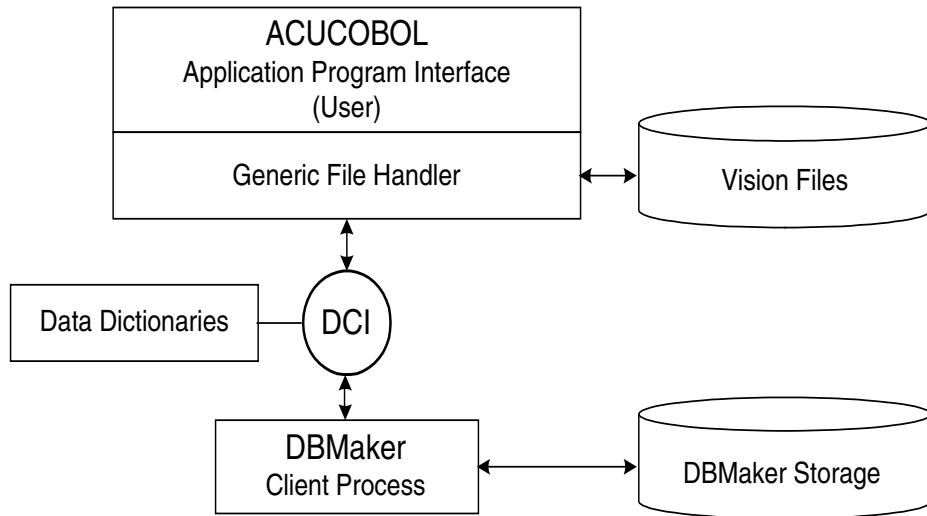 ACUCOBOL
Application Program Interface
(User)
Generic File Handler
Vision Files
Data Dictionaries
DCI
DBMaker
Client Process
DBMaker Storage